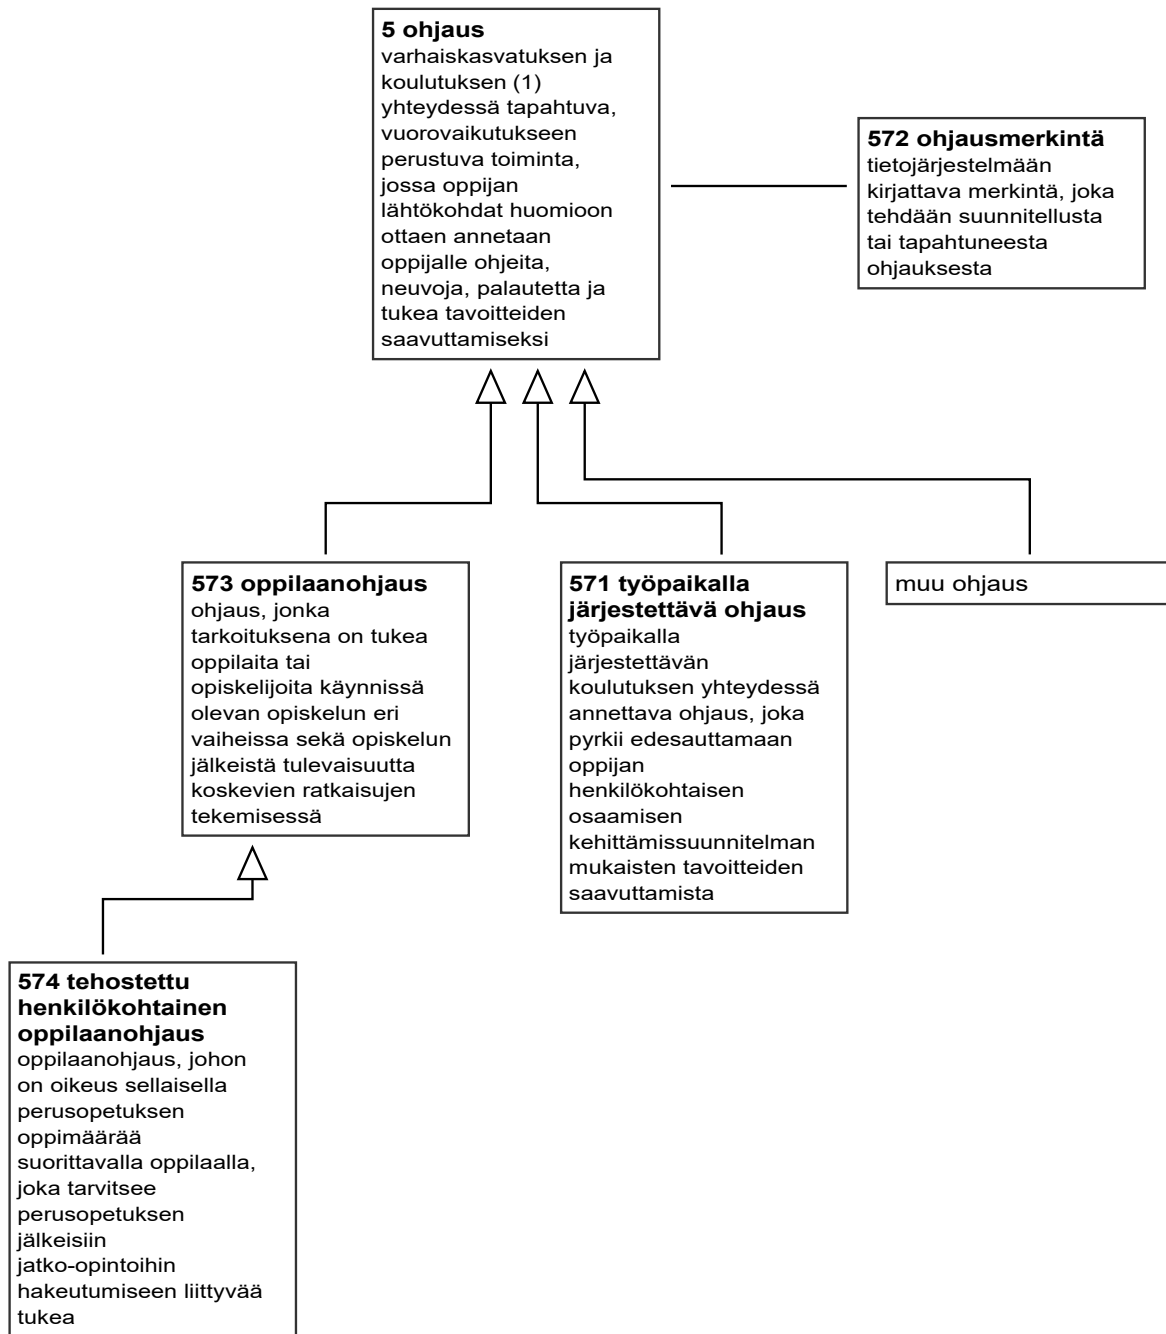 5 ohjaus
varhaiskasvatuksen ja
koulutuksen (1)
yhteydessä tapahtuva,
vuorovaikutukseen
perustuva toiminta,
jossa oppijan
lähtökohdat huomioon
ottaen annetaan
oppijalle ohjeita,
neuvoja, palautetta ja
tukea tavoitteiden
saavuttamiseksi
572 ohjausmerkintä
tietojärjestelmään
kirjattava merkintä, joka
tehdään suunnitellusta
tai tapahtuneesta
ohjauksesta
573 oppilaanohjaus
ohjaus, jonka
tarkoituksena on tukea
oppilaita tai
opiskelijoita käynnissä
olevan opiskelun eri
vaiheissa sekä opiskelun
jälkeistä tulevaisuutta
koskevien ratkaisujen
tekemisessä
571 työpaikalla
järjestettävä ohjaus
työpaikalla
järjestettävän
koulutuksen yhteydessä
annettava ohjaus, joka
pyrkii edesauttamaan
oppijan
henkilökohtaisen
osaamisen
kehittämissuunnitelman
mukaisten tavoitteiden
saavuttamista
muu ohjaus
574 tehostettu
henkilökohtainen
oppilaanohjaus
oppilaanohjaus, johon
on oikeus sellaisella
perusopetuksen
oppimäärää
suorittavalla oppilaalla,
joka tarvitsee
perusopetuksen
jälkeisiin
jatko-opintoihin
hakeutumiseen liittyvää
tukea